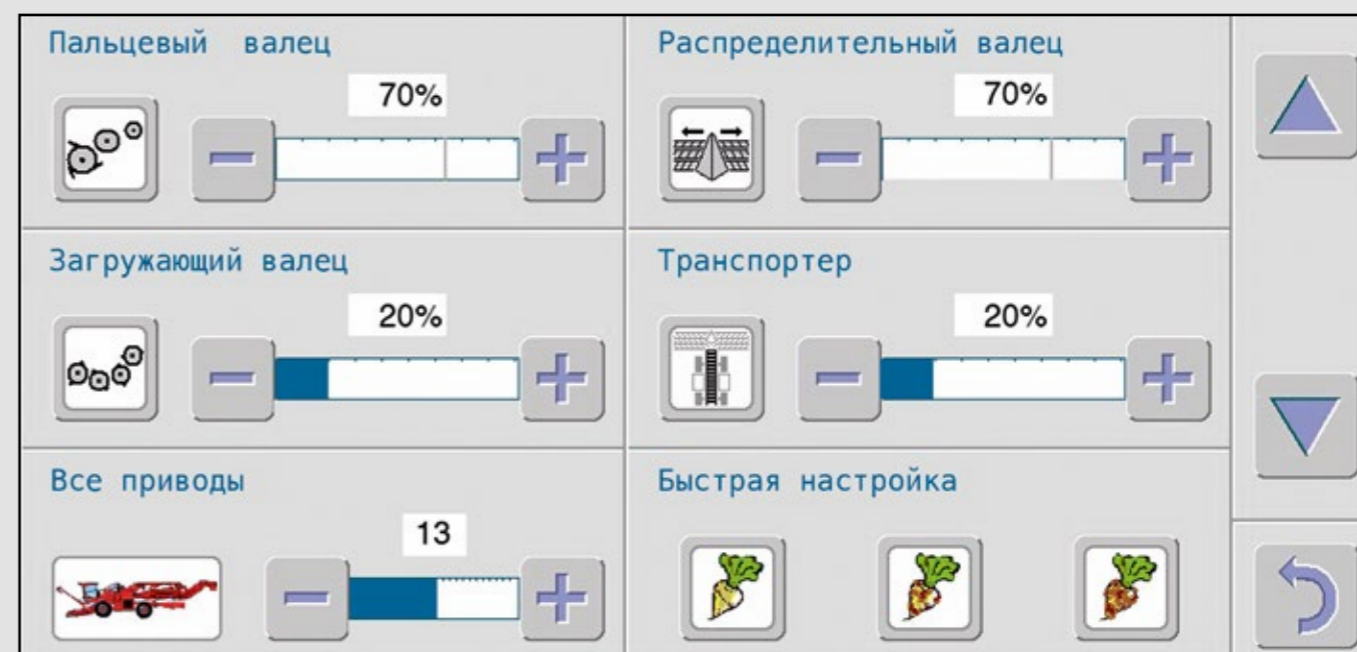 Пальцевый валец
70%
Распределительный валец
70%
Загружающий валец
20%
Транспортер
20%
Все приводы
13
Быстрая настройка